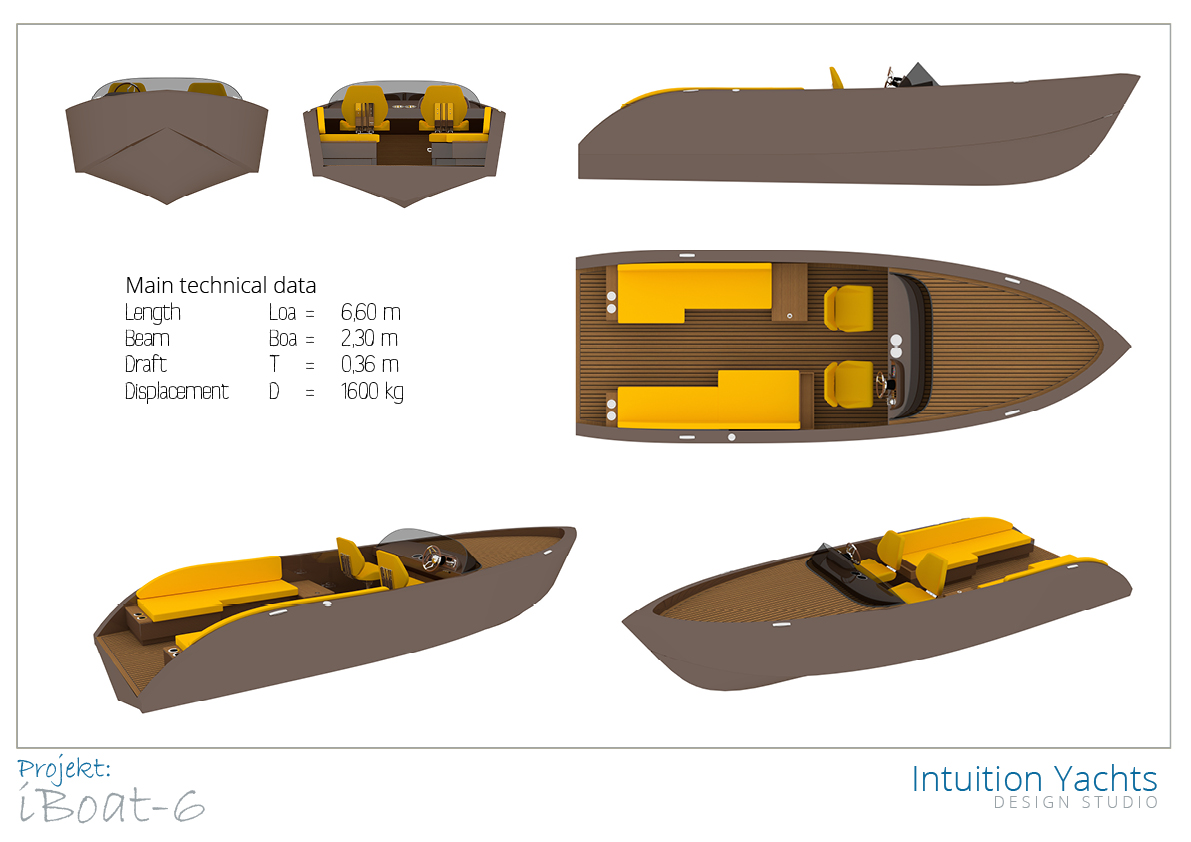 Main technical data
Length Loa = 6,60 m
Beam Boa = 2,30 m
Draft T = 0,36 m
Displacement D = 1600 kg
Projekt:
iBoat-6
Intuition Yachts
DESIGN STUDIO